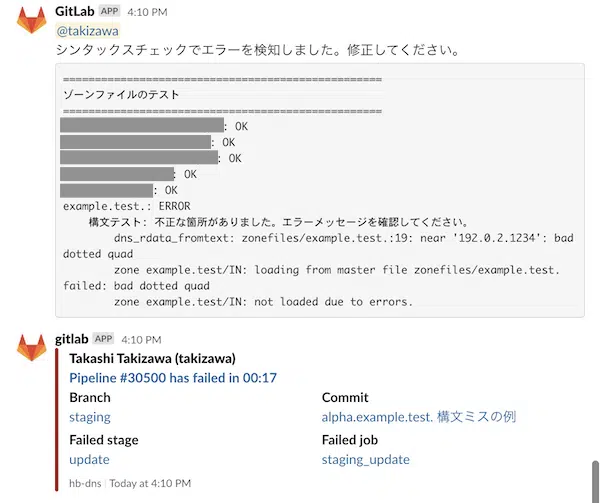 GitLab APP 4:10 PM
@takizawa
シンタックスチェックでエラーを検知しました。修正してください。
==================================================
ゾーンファイルのテスト
==================================================
: OK
: OK
: OK
: OK
: OK
example.test.: ERROR
構文テスト: 不正な箇所がありました。エラーメッセージを確認してください。
dns_rdata_fromtext: zonefiles/example.test.:19: near '192.0.2.1234': bad
dotted quad
zone example.test/IN: loading from master file zonefiles/example.test.
failed: bad dotted quad
zone example.test/IN: not loaded due to errors.
gitlab APP 4:10 PM
Takashi Takizawa (takizawa)
Pipeline #30500 has failed in 00:17
Branch Commit
staging alpha.example,test. 構文ミスの例
Failed stage Failed job
update staging_update
hb-dns | Today at 4:10 PM